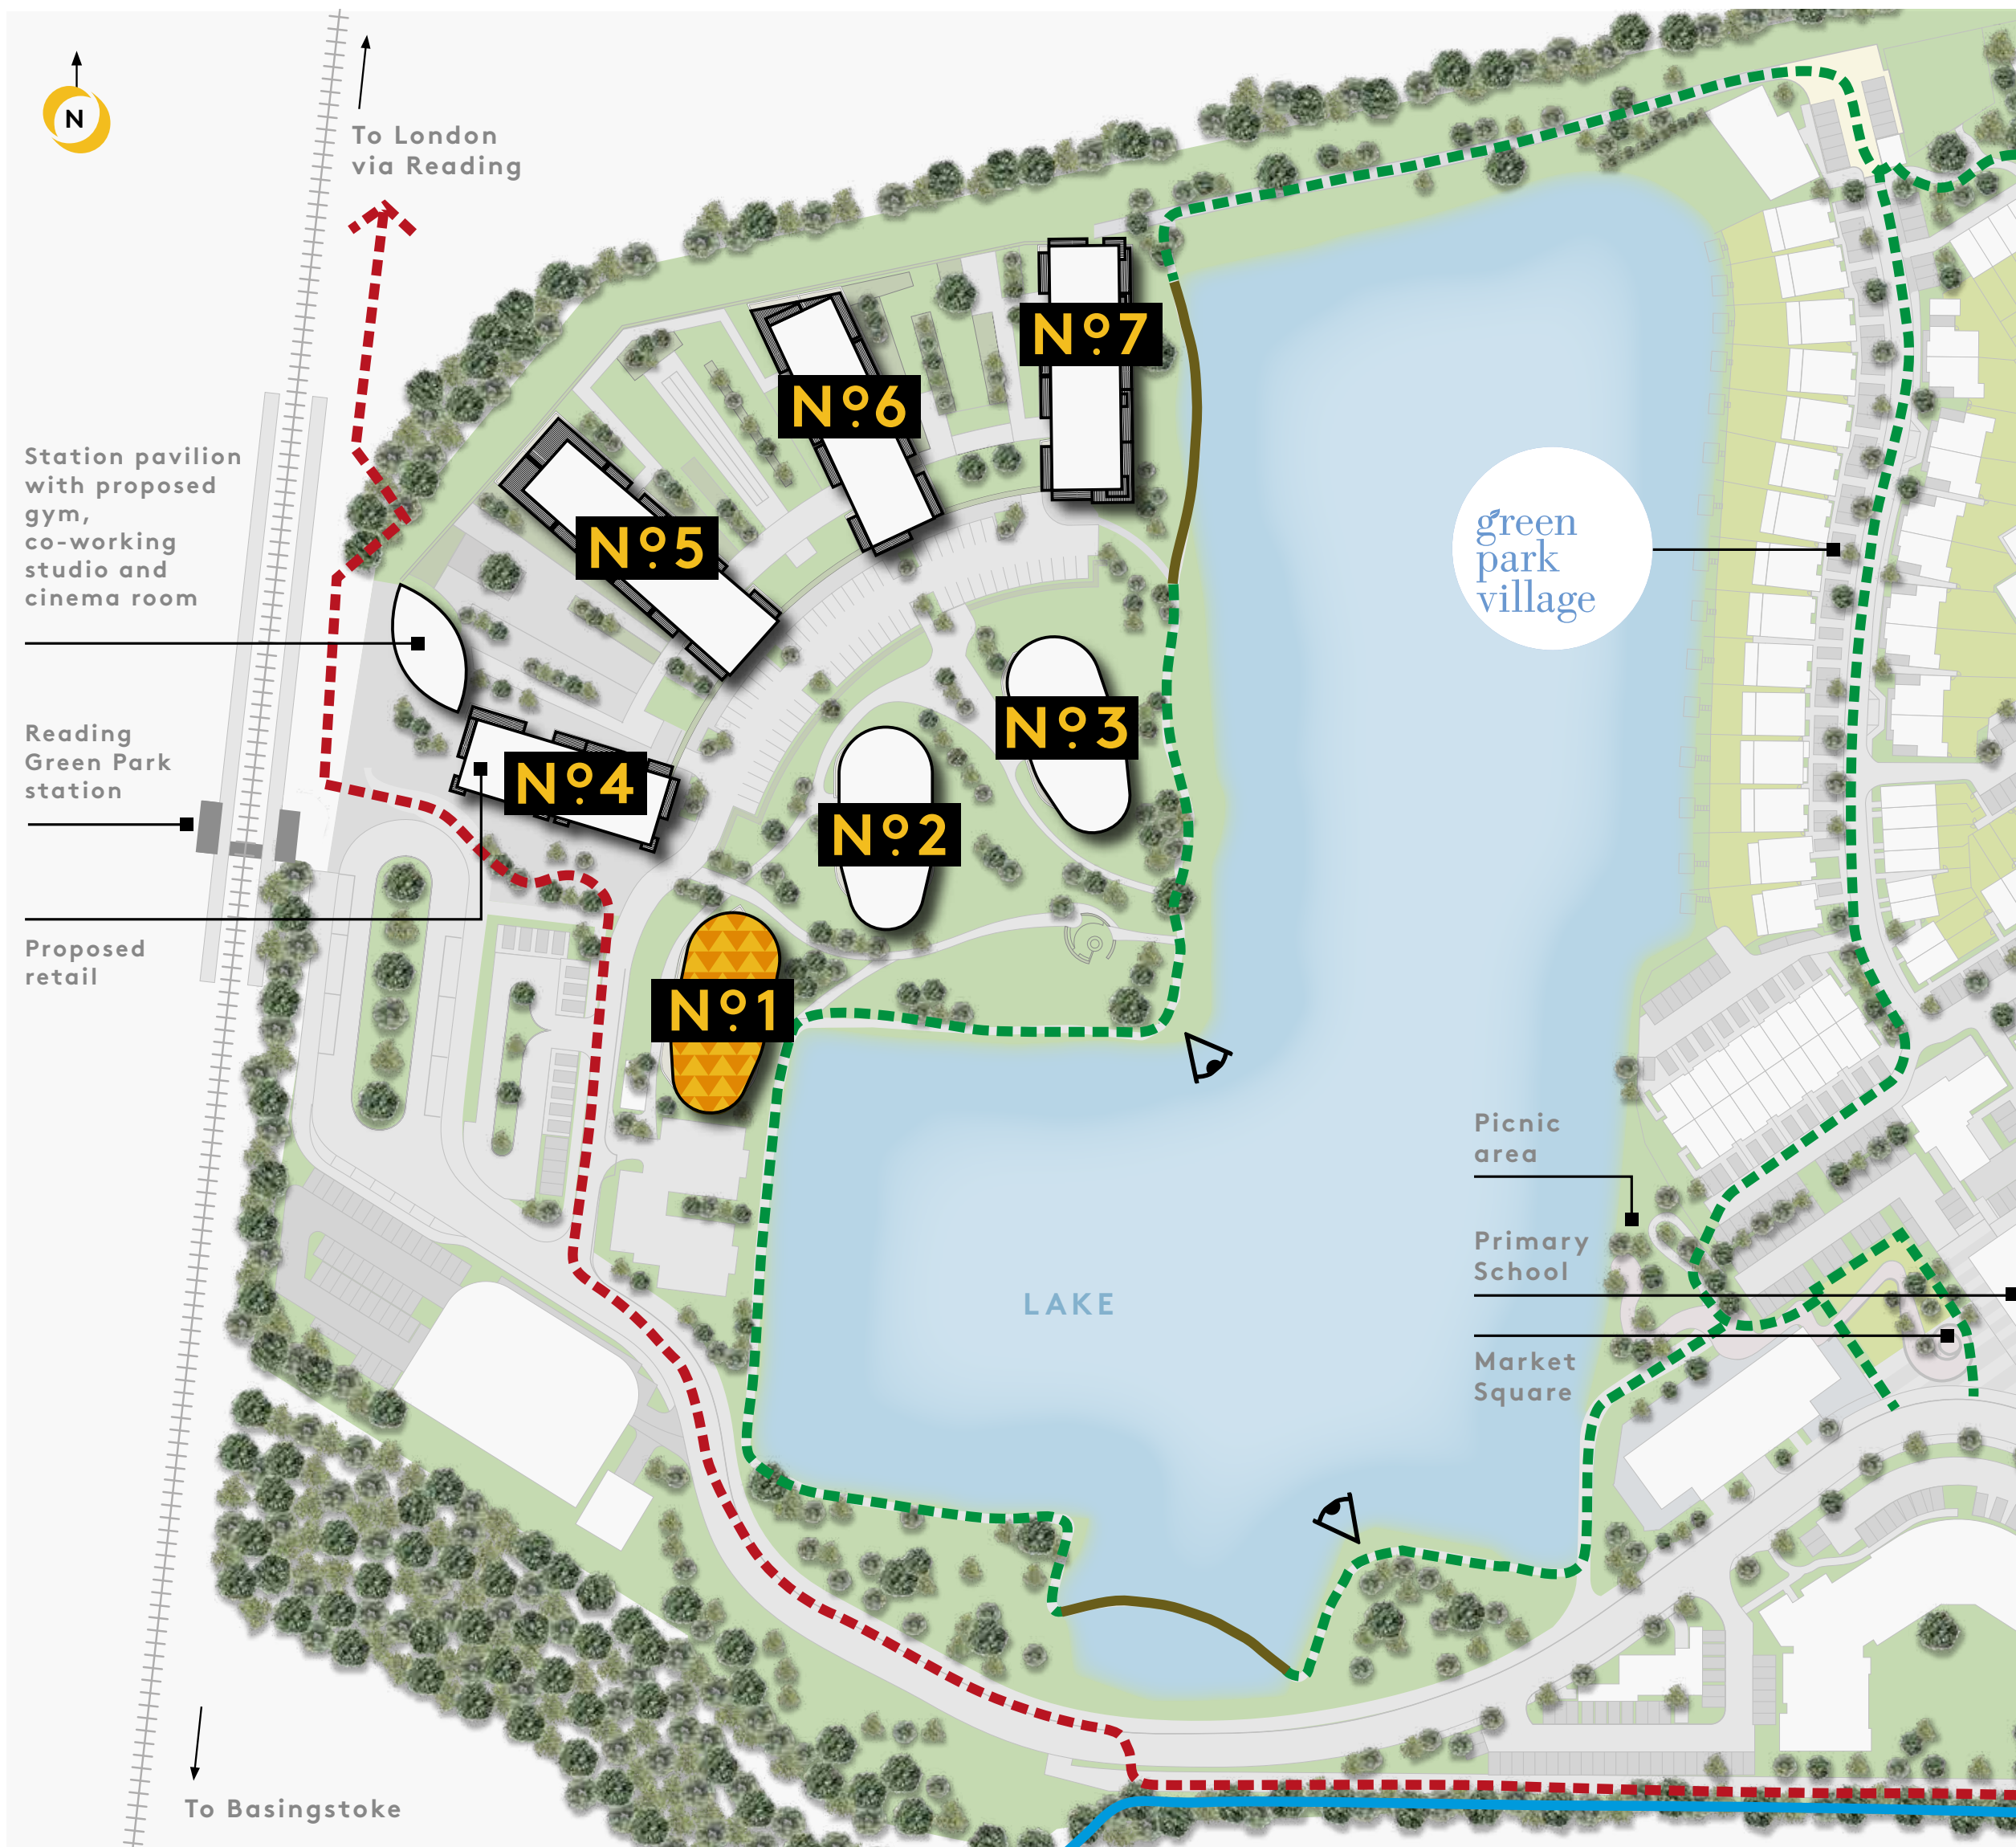 N
To London
via Reading
Station pavilion
with proposed
gym,
co-working
studio and
cinema room
Reading
Green Park
station
Proposed
retail
To Basingstoke
Nº7
Nº6
Nº5
Nº4
Nº3
Nº2
Nº1
green
park
village
LAKE
Picnic
area
Primary
School
Market
Square